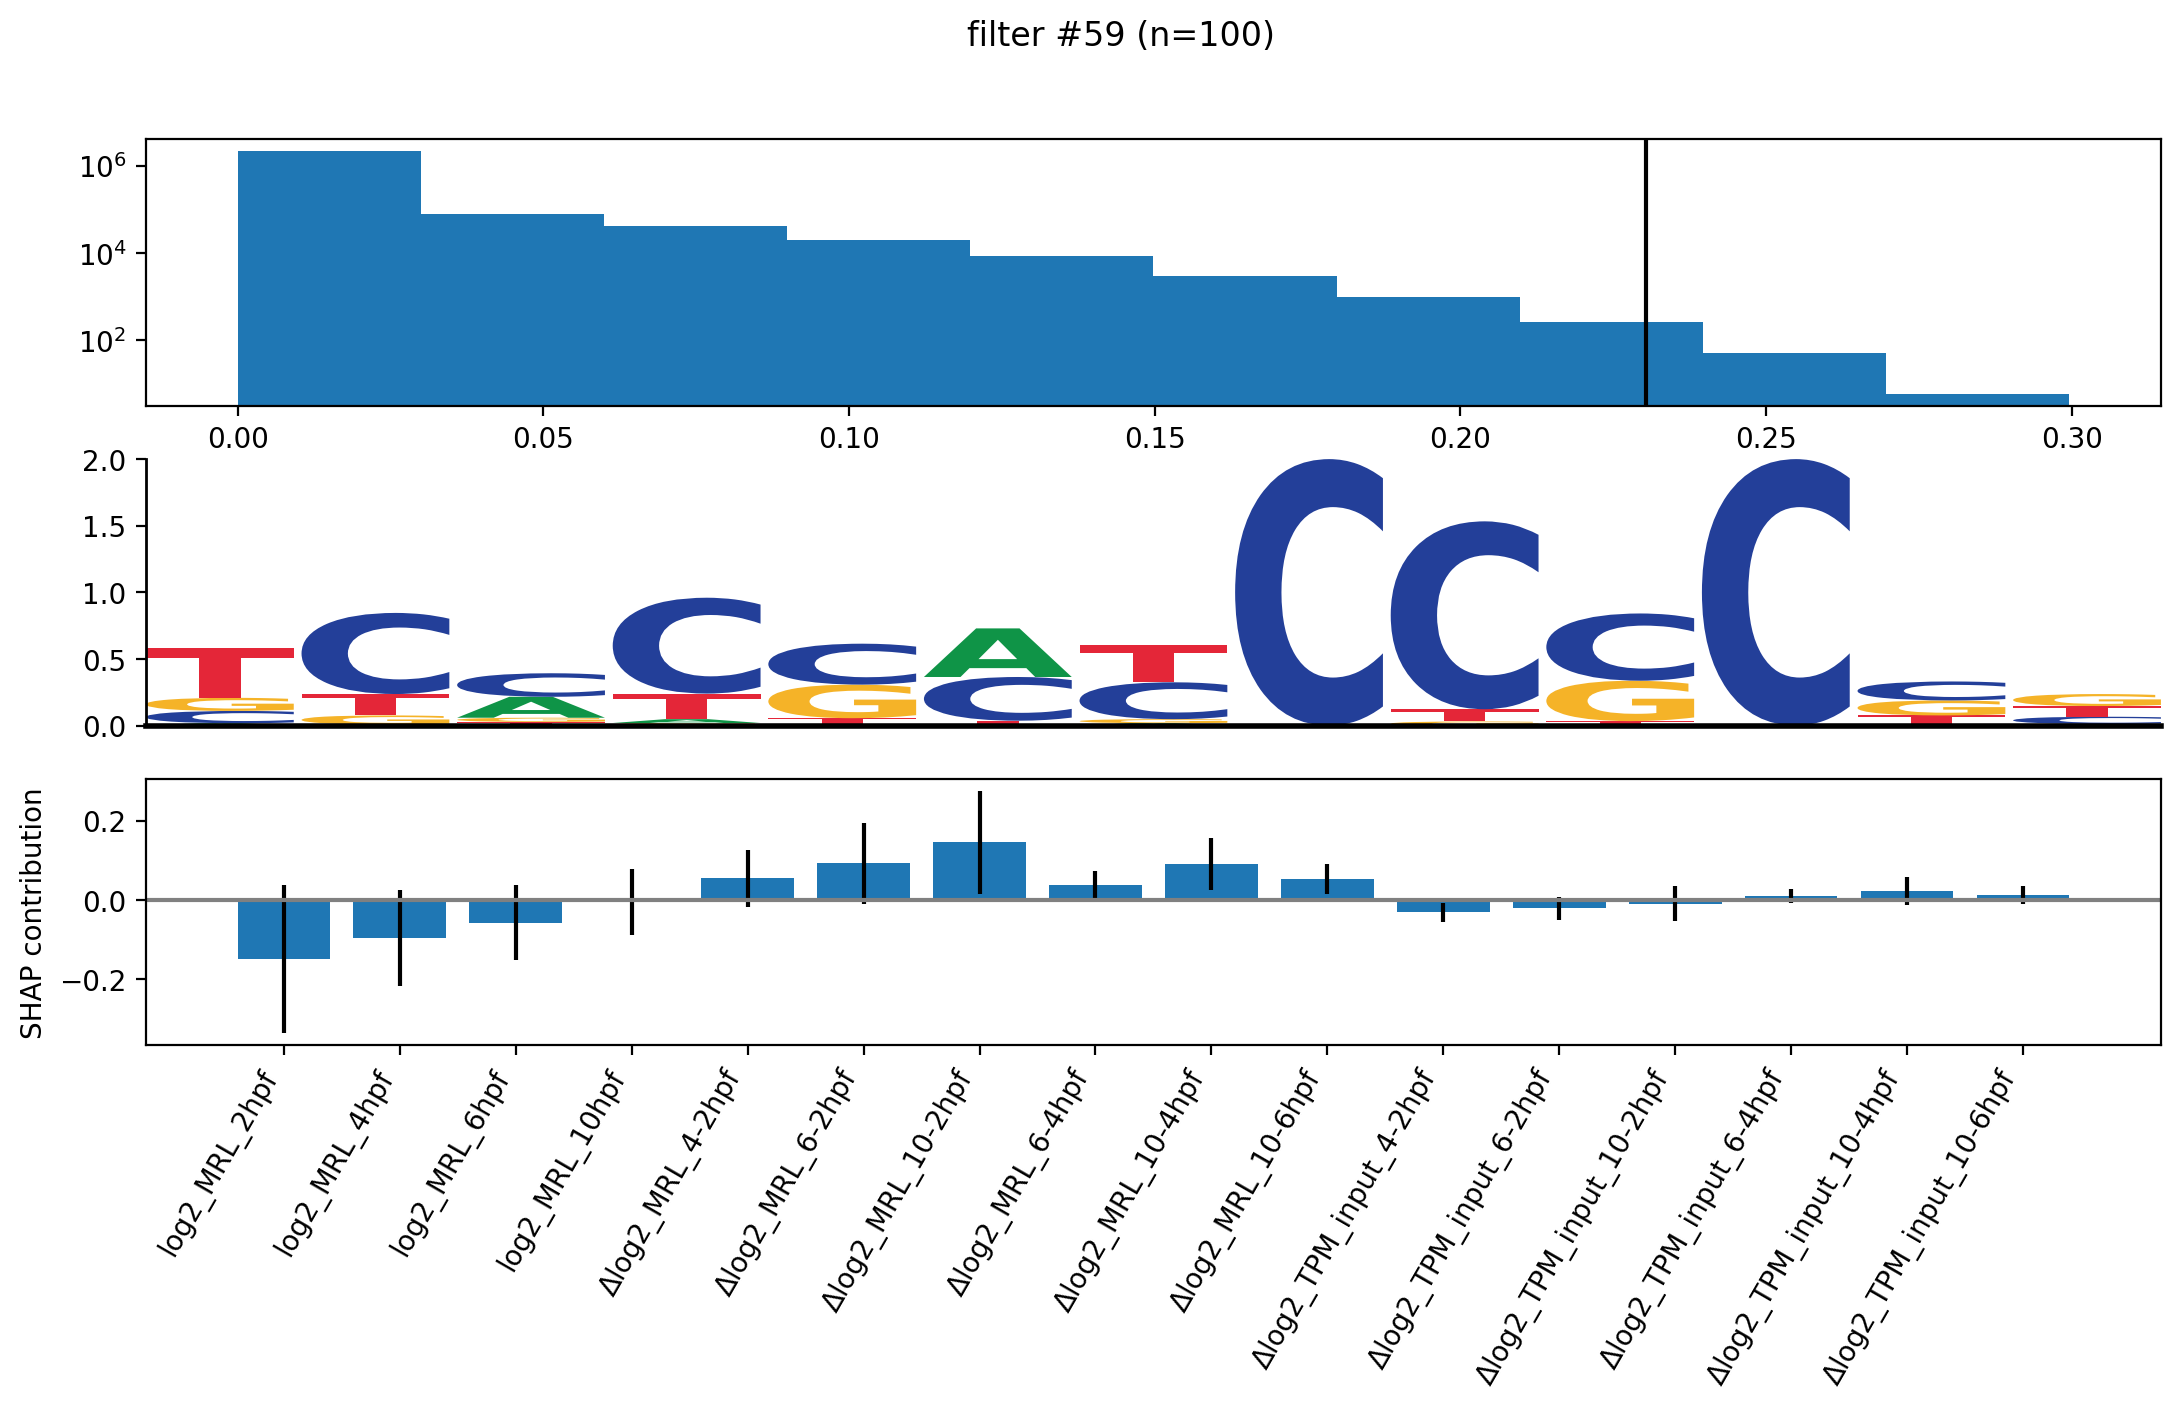 filter #59 (n=100)
10^6
10^4
10^2
0.00 0.05 0.10 0.15 0.20 0.25 0.30
2.0
1.5
1.0
0.5
0.0
SHAP contribution
0.2
0.0
−0.2
log2_MRL_2hpf
log2_MRL_4hpf
log2_MRL_6hpf
log2_MRL_10hpf
Δlog2_MRL_4-2hpf
Δlog2_MRL_6-2hpf
Δlog2_MRL_10-2hpf
Δlog2_MRL_6-4hpf
Δlog2_MRL_10-4hpf
Δlog2_MRL_10-6hpf
Δlog2_TPM_input_4-2hpf
Δlog2_TPM_input_6-2hpf
Δlog2_TPM_input_10-2hpf
Δlog2_TPM_input_6-4hpf
Δlog2_TPM_input_10-4hpf
Δlog2_TPM_input_10-6hpf